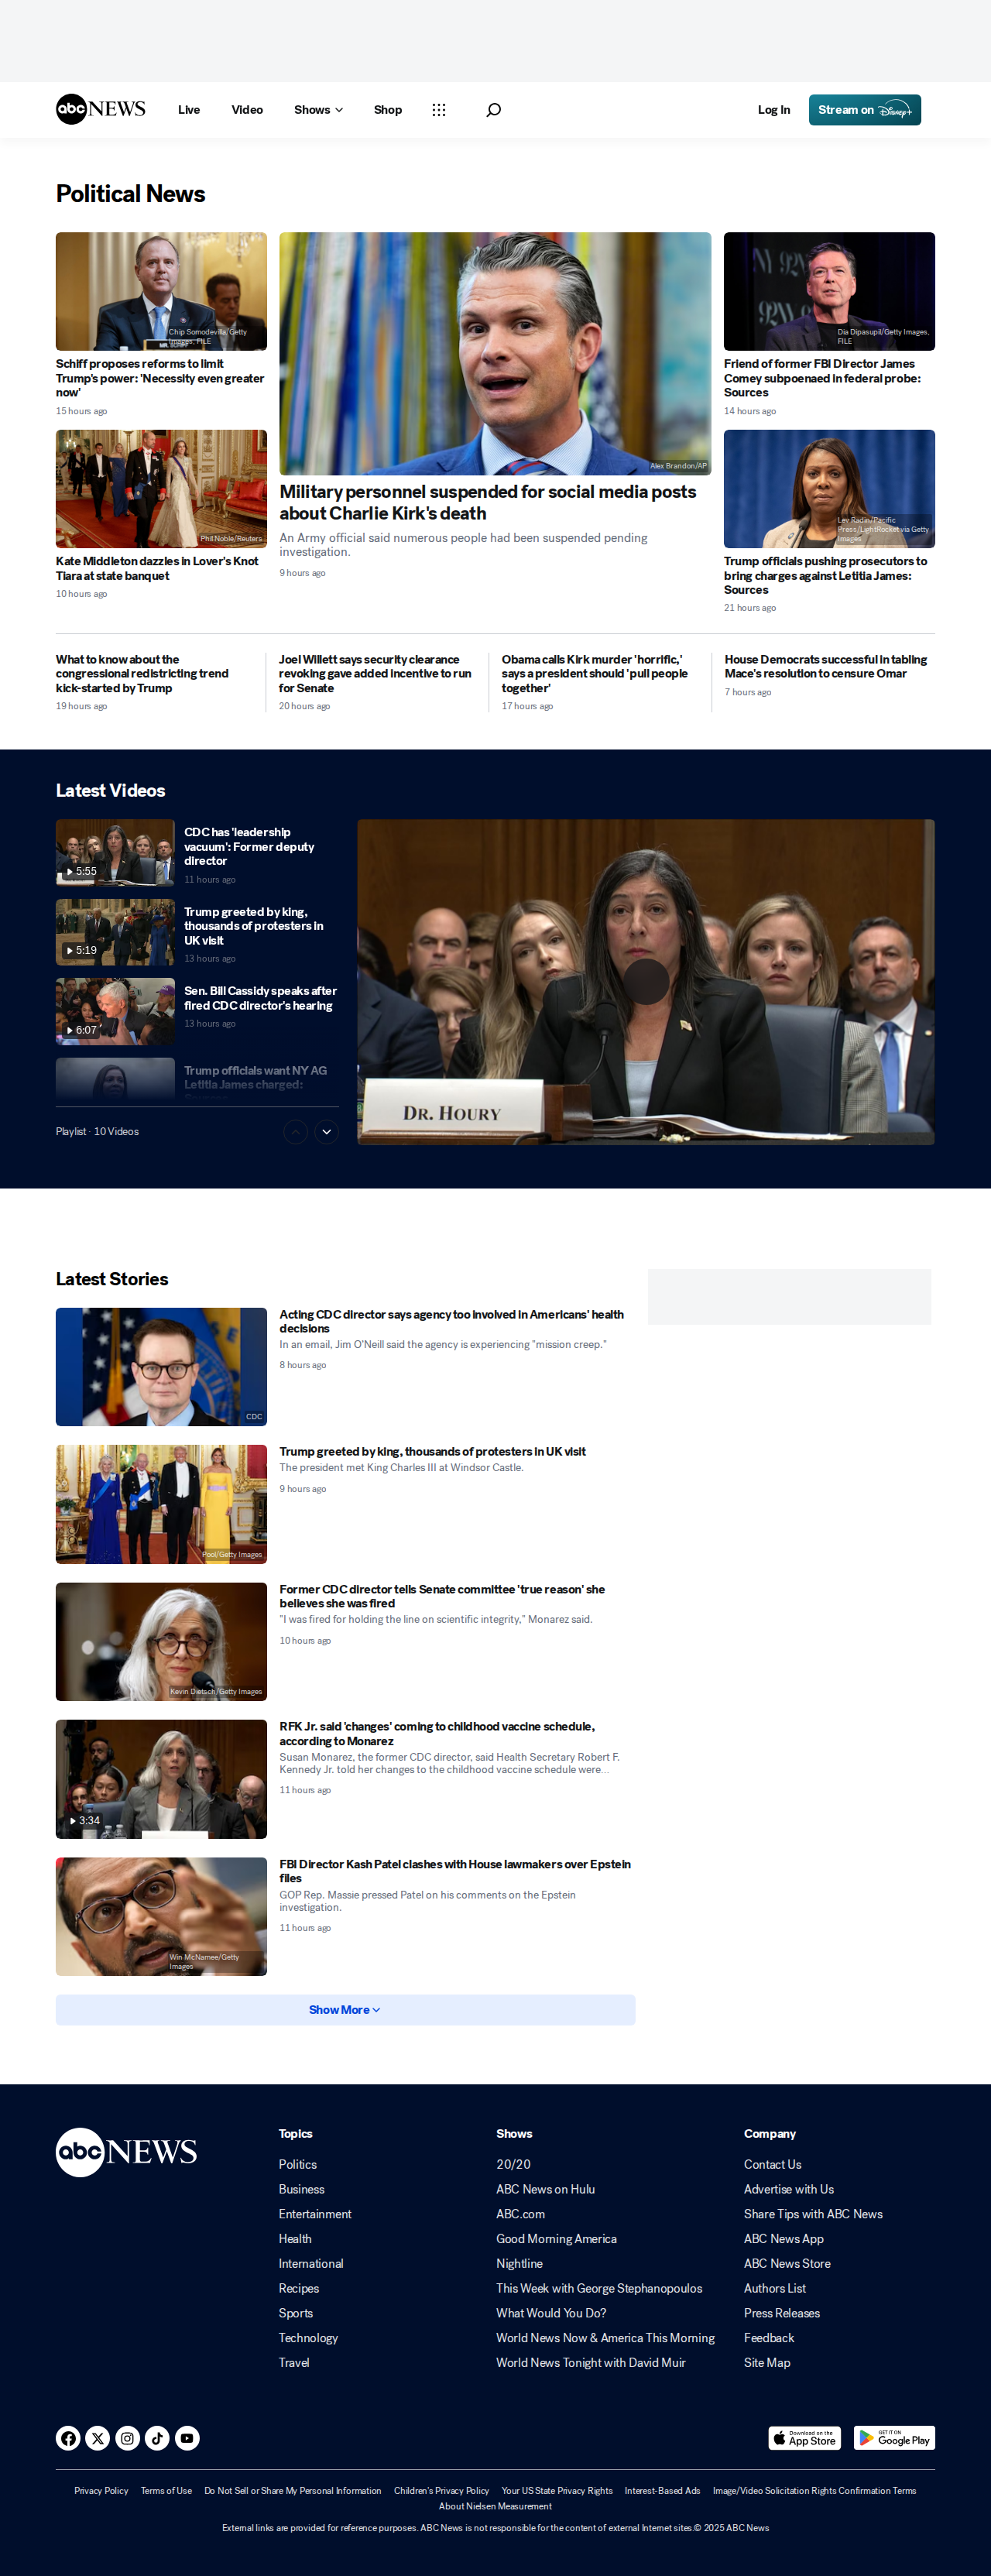 abc NEWS
Live
Video
Shows
Shop
Log In
Stream on Disney+
Political News
Chip Somodevilla/Getty
Images, FILE
Schiff proposes reforms to limit
Trump's power: 'Necessity even greater
now'
15 hours ago
Phil Noble/Reuters
Kate Middleton dazzles in Lover's Knot
Tiara at state banquet
10 hours ago
Alex Brandon/AP
Military personnel suspended for social media posts
about Charlie Kirk's death
An Army official said numerous people had been suspended pending
investigation.
9 hours ago
Dia Dipasupil/Getty Images,
FILE
Friend of former FBI Director James
Comey subpoenaed in federal probe:
Sources
14 hours ago
Lev Radin/Pacific
Press/LightRocket via Getty
Images
Trump officials pushing prosecutors to
bring charges against Letitia James:
Sources
21 hours ago
What to know about the
congressional redistricting trend
kick-started by Trump
19 hours ago
Joel Willett says security clearance
revoking gave added incentive to run
for Senate
20 hours ago
Obama calls Kirk murder 'horrific,'
says a president should 'pull people
together'
17 hours ago
House Democrats successful in tabling
Mace's resolution to censure Omar
7 hours ago
Latest Videos
5:55
CDC has 'leadership
vacuum': Former deputy
director
11 hours ago
5:19
Trump greeted by king,
thousands of protesters in
UK visit
13 hours ago
6:07
Sen. Bill Cassidy speaks after
fired CDC director's hearing
13 hours ago
Trump officials want NY AG
Letitia James charged:
Sources
Playlist · 10 Videos
DR. HOURY
Latest Stories
CDC
Acting CDC director says agency too involved in Americans' health
decisions
In an email, Jim O'Neill said the agency is experiencing "mission creep."
8 hours ago
Pool/Getty Images
Trump greeted by king, thousands of protesters in UK visit
The president met King Charles III at Windsor Castle.
9 hours ago
Kevin Dietsch/Getty Images
Former CDC director tells Senate committee 'true reason' she
believes she was fired
"I was fired for holding the line on scientific integrity," Monarez said.
10 hours ago
3:34
RFK Jr. said 'changes' coming to childhood vaccine schedule,
according to Monarez
Susan Monarez, the former CDC director, said Health Secretary Robert F.
Kennedy Jr. told her changes to the childhood vaccine schedule were...
11 hours ago
Win McNamee/Getty
Images
FBI Director Kash Patel clashes with House lawmakers over Epstein
files
GOP Rep. Massie pressed Patel on his comments on the Epstein
investigation.
11 hours ago
Show More
abc NEWS
Topics
Politics
Business
Entertainment
Health
International
Recipes
Sports
Technology
Travel
Shows
20/20
ABC News on Hulu
ABC.com
Good Morning America
Nightline
This Week with George Stephanopoulos
What Would You Do?
World News Now & America This Morning
World News Tonight with David Muir
Company
Contact Us
Advertise with Us
Share Tips with ABC News
ABC News App
ABC News Store
Authors List
Press Releases
Feedback
Site Map
Download on the
App Store
GET IT ON
Google Play
Privacy Policy
Terms of Use
Do Not Sell or Share My Personal Information
Children's Privacy Policy
Your US State Privacy Rights
Interest-Based Ads
Image/Video Solicitation Rights Confirmation Terms
About Nielsen Measurement
External links are provided for reference purposes. ABC News is not responsible for the content of external Internet sites.© 2025 ABC News